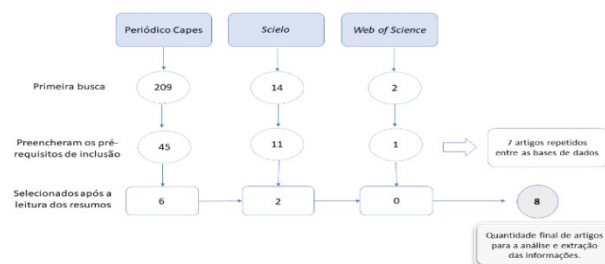 Periódico Capes
Scielo
Web of Science
Primeira busca
209
14
2
Preencheram os pré-
requisitos de inclusão
45
11
1
7 artigos repetidos
entre as bases de dados
Selecionados após a
leitura dos resumos
6
2
0
8
Quantidade final de artigos
para a análise e extração
das informações.